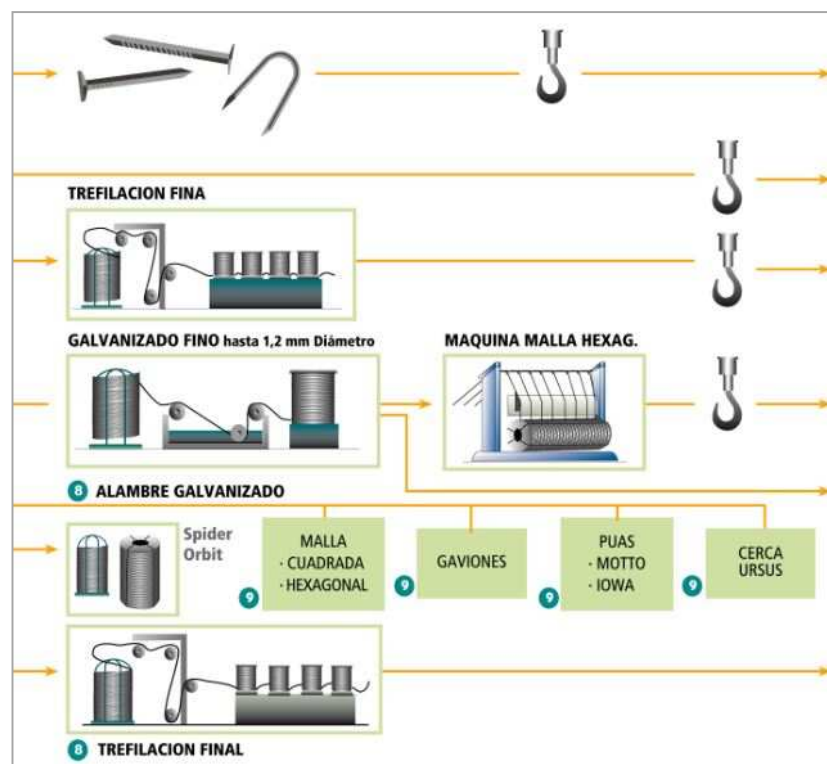 TREFILACION FINA
GALVANIZADO FINO hasta 1,2 mm Diámetro
MAQUINA MALLA HEXAG.
8 ALAMBRE GALVANIZADO
Spider
Orbit
MALLA
· CUADRADA
· HEXAGONAL
9
GAVIONES
9
PUAS
· MOTTO
· IOWA
9
CERCA
URSUS
9
8 TREFILACION FINAL